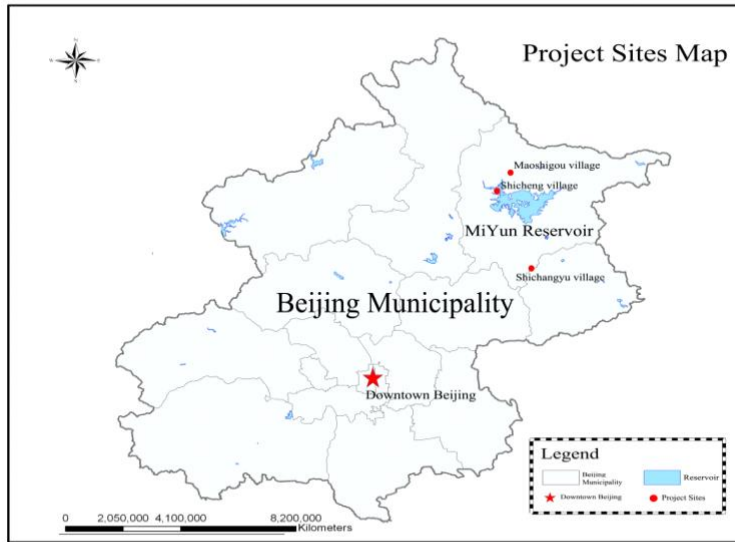 Project Sites Map
N
W
E
S
Maoshigou village
Shicheng village
MiYun Reservoir
Shichangyu village
Beijing Municipality
Downtown Beijing
Legend
Beijing
Municipality
Reservoir
Downtown Beijing
Project Sites
0 2,050,000 4,100,000 8,200,000
Kilometers